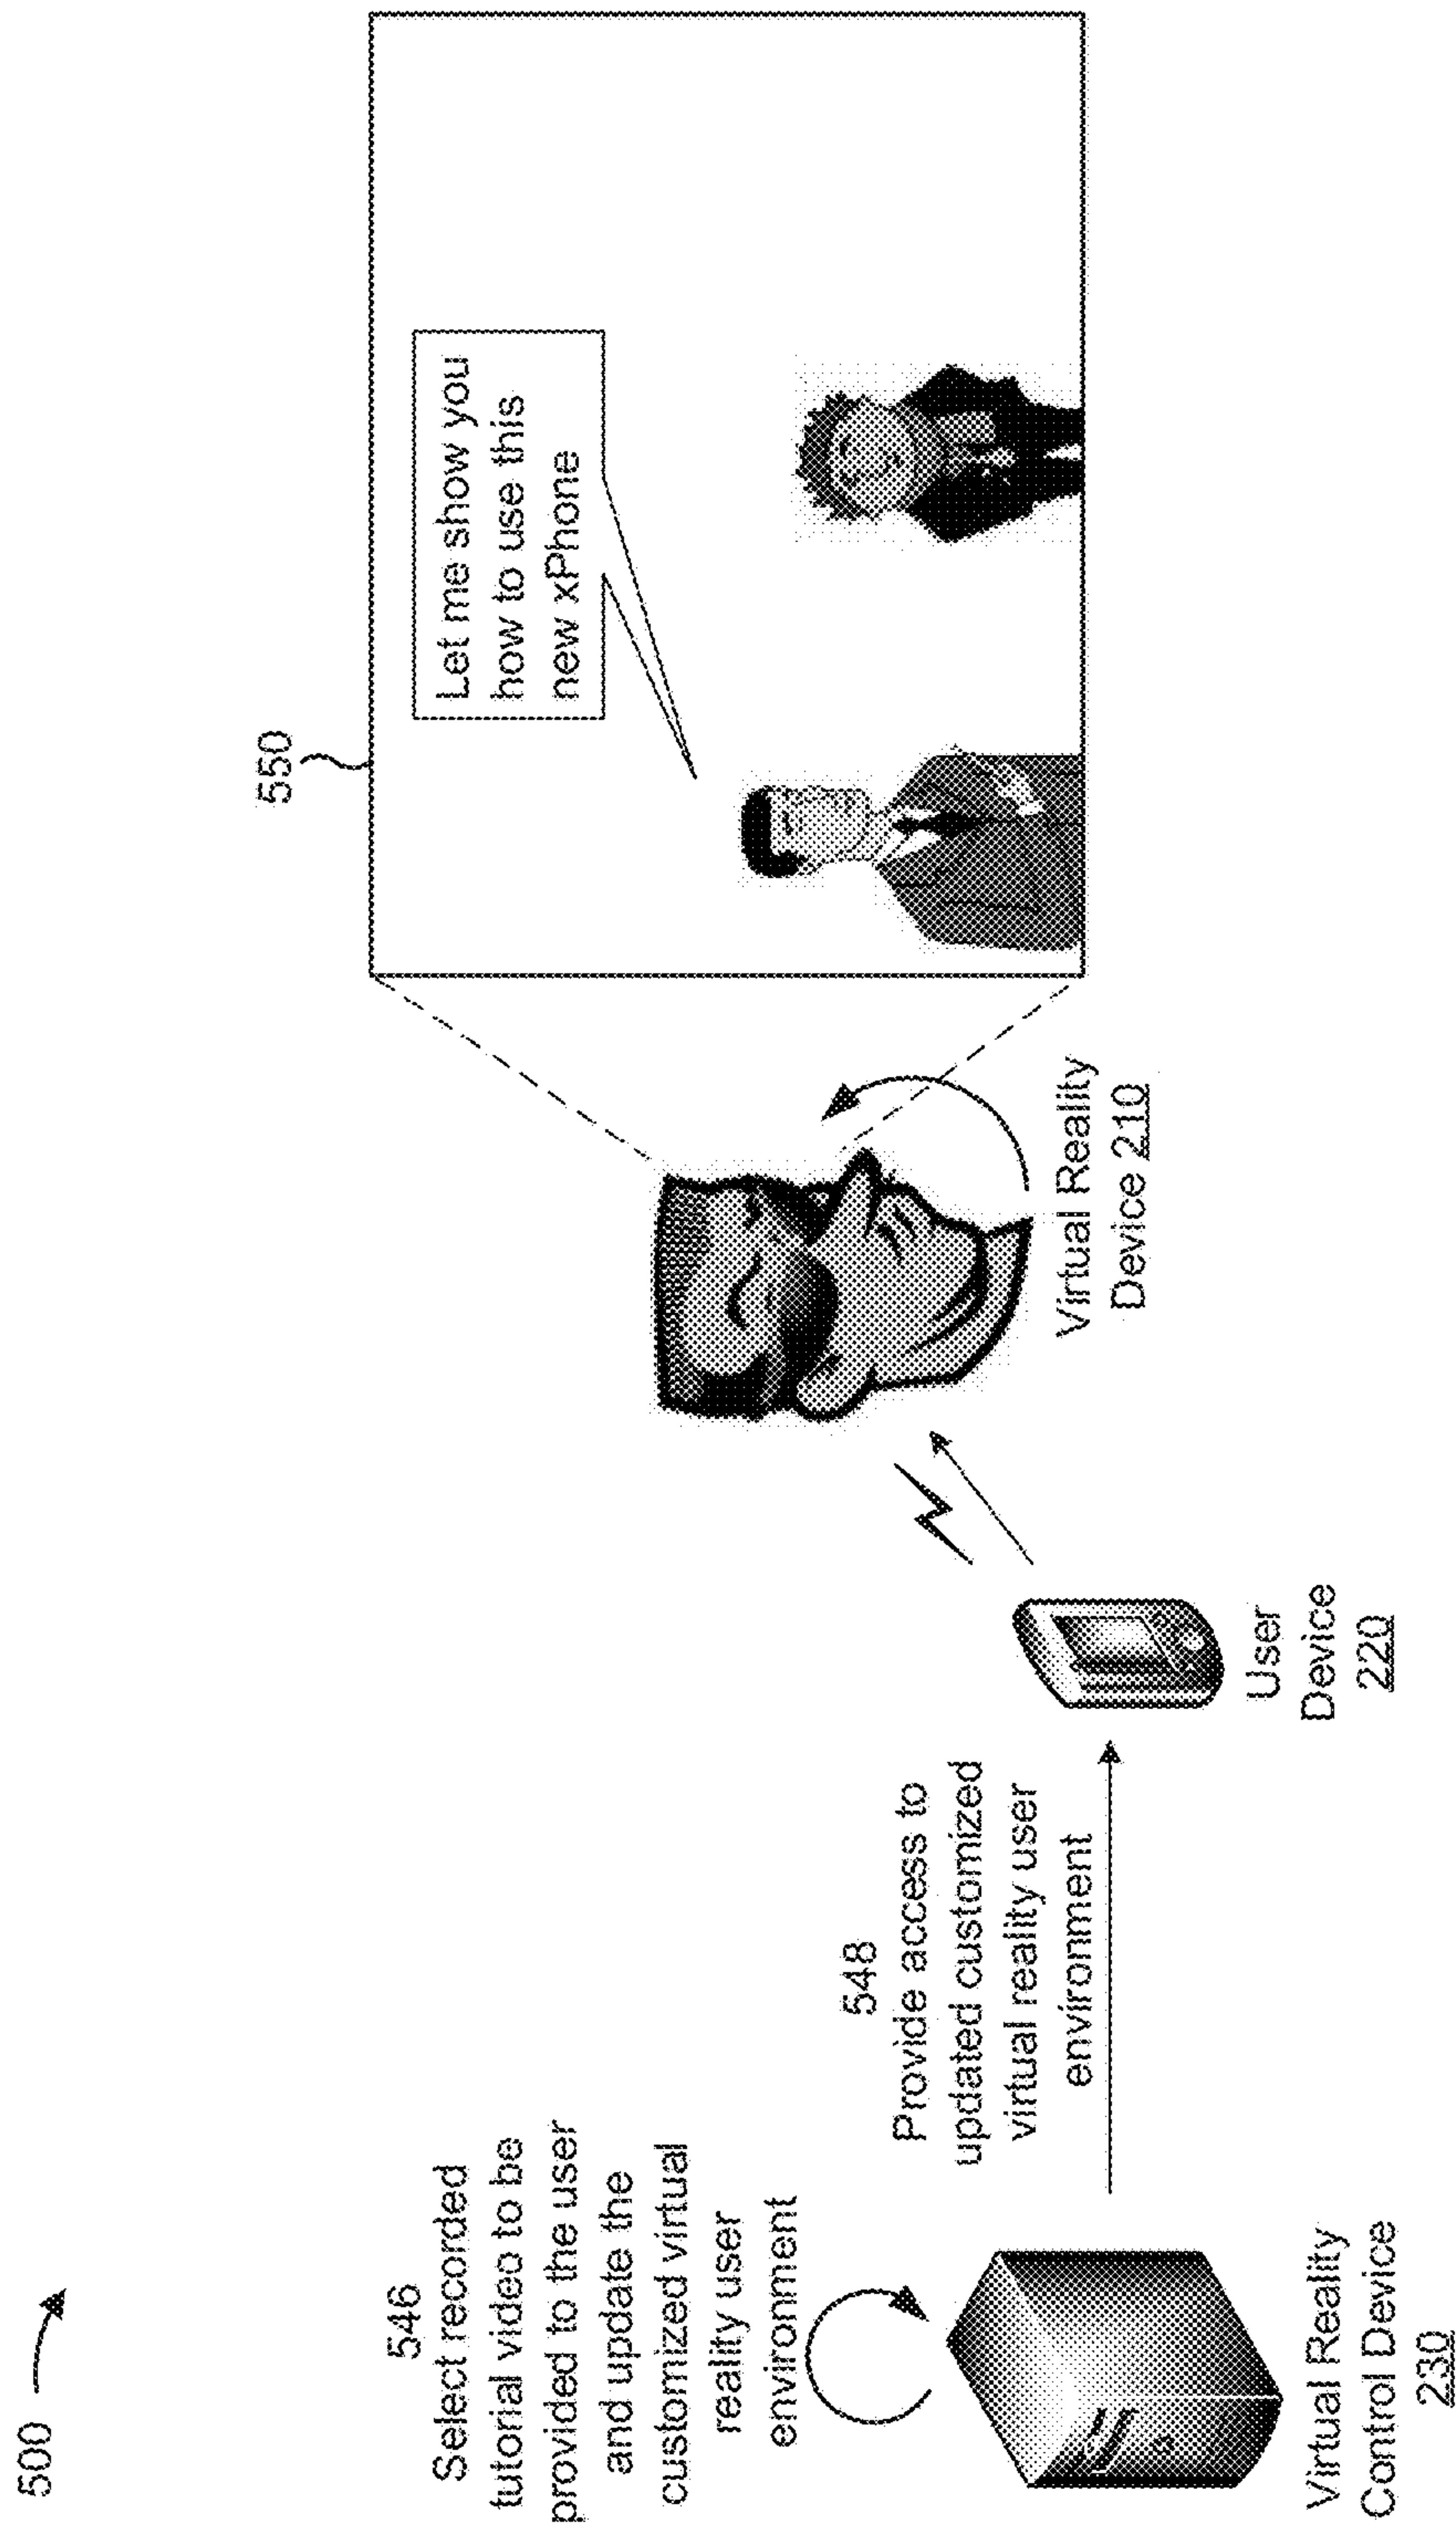 500
546
Select recorded
tutorial video to be
provided to the user
and update the
customized virtual
reality user
environment
Virtual Reality
Control Device
230
548
Provide access to
updated customized
virtual reality user
environment
User
Device
220
Virtual Reality
Device 210
550
Let me show you
how to use this
new xPhone